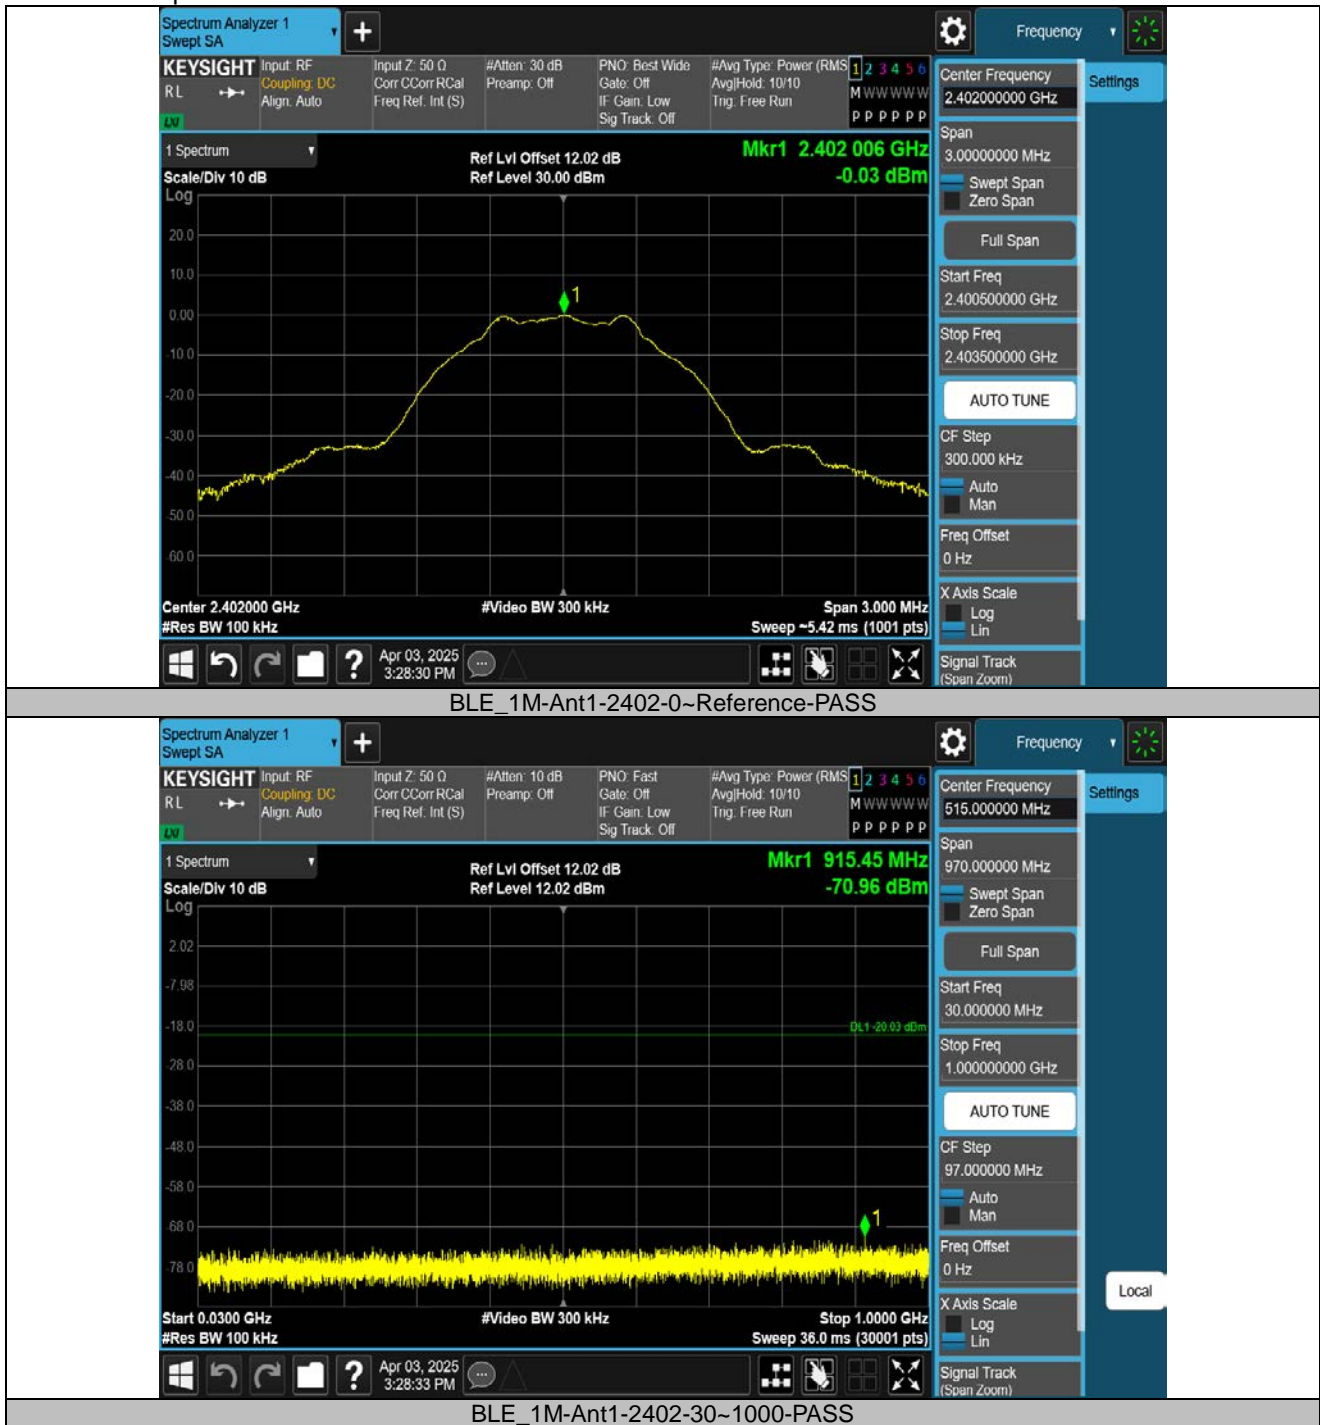 Spectrum Analyzer 1
Swept SA
Frequency
KEYSIGHT
RL
LXI
Input: RF
Coupling: DC
Align: Auto
Input Z: 50 Ω
Corr CCorr RCal
Freq Ref: Int (S)
#Atten: 30 dB
Preamp: Off
PNO: Best Wide
Gate: Off
IF Gain: Low
Sig Track: Off
#Avg Type: Power (RMS
Avg|Hold: 10/10
Trig: Free Run
1 2 3 4 5 6
M W W W W W
P P P P P P
1 Spectrum
Scale/Div 10 dB
Log
Ref Lvl Offset 12.02 dB
Ref Level 30.00 dBm
Mkr1 2.402 006 GHz
-0.03 dBm
1
20.0
10.0
0.00
-10.0
-20.0
-30.0
-40.0
-50.0
-60.0
Center 2.402000 GHz
#Res BW 100 kHz
#Video BW 300 kHz
Span 3.000 MHz
Sweep ~5.42 ms (1001 pts)
Apr 03, 2025
3:28:30 PM
Center Frequency
2.402000000 GHz
Span
3.00000000 MHz
Swept Span
Zero Span
Full Span
Start Freq
2.400500000 GHz
Stop Freq
2.403500000 GHz
AUTO TUNE
CF Step
300.000 kHz
Auto
Man
Freq Offset
0 Hz
X Axis Scale
Log
Lin
Signal Track
(Span Zoom)
Settings
BLE_1M-Ant1-2402-0~Reference-PASS
Spectrum Analyzer 1
Swept SA
Frequency
KEYSIGHT
RL
LXI
Input: RF
Coupling: DC
Align: Auto
Input Z: 50 Ω
Corr CCorr RCal
Freq Ref: Int (S)
#Atten: 10 dB
Preamp: Off
PNO: Fast
Gate: Off
IF Gain: Low
Sig Track: Off
#Avg Type: Power (RMS
Avg|Hold: 10/10
Trig: Free Run
1 2 3 4 5 6
M W W W W W
P P P P P P
1 Spectrum
Scale/Div 10 dB
Log
Ref Lvl Offset 12.02 dB
Ref Level 12.02 dBm
Mkr1 915.45 MHz
-70.96 dBm
2.02
-7.98
-18.0
DL1 -20.03 dBm
-28.0
-38.0
-48.0
-58.0
-68.0
1
-78.0
Start 0.0300 GHz
#Res BW 100 kHz
#Video BW 300 kHz
Stop 1.0000 GHz
Sweep 36.0 ms (30001 pts)
Apr 03, 2025
3:28:33 PM
Center Frequency
515.000000 MHz
Span
970.000000 MHz
Swept Span
Zero Span
Full Span
Start Freq
30.000000 MHz
Stop Freq
1.000000000 GHz
AUTO TUNE
CF Step
97.000000 MHz
Auto
Man
Freq Offset
0 Hz
X Axis Scale
Log
Lin
Signal Track
(Span Zoom)
Settings
Local
BLE_1M-Ant1-2402-30~1000-PASS